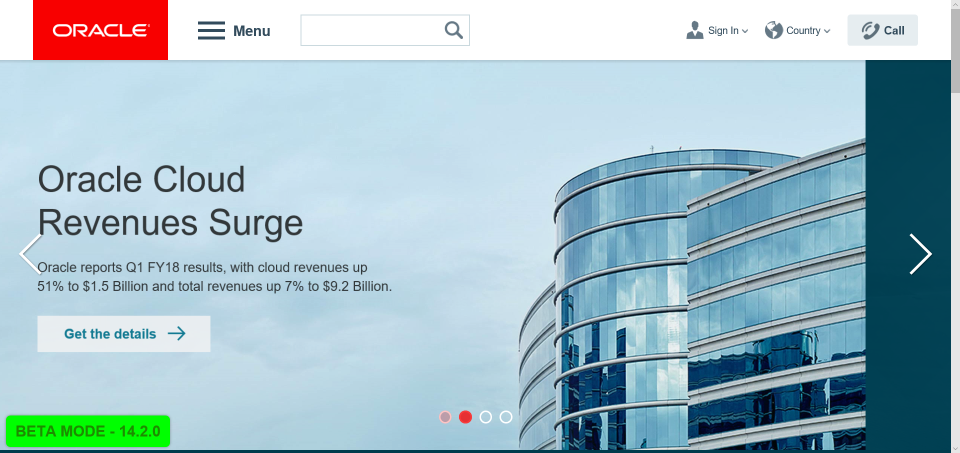 ORACLE
Menu
Sign In
Country
Call
Oracle Cloud
Revenues Surge
Oracle reports Q1 FY18 results, with cloud revenues up
51% to $1.5 Billion and total revenues up 7% to $9.2 Billion.
Get the details
BETA MODE - 14.2.0